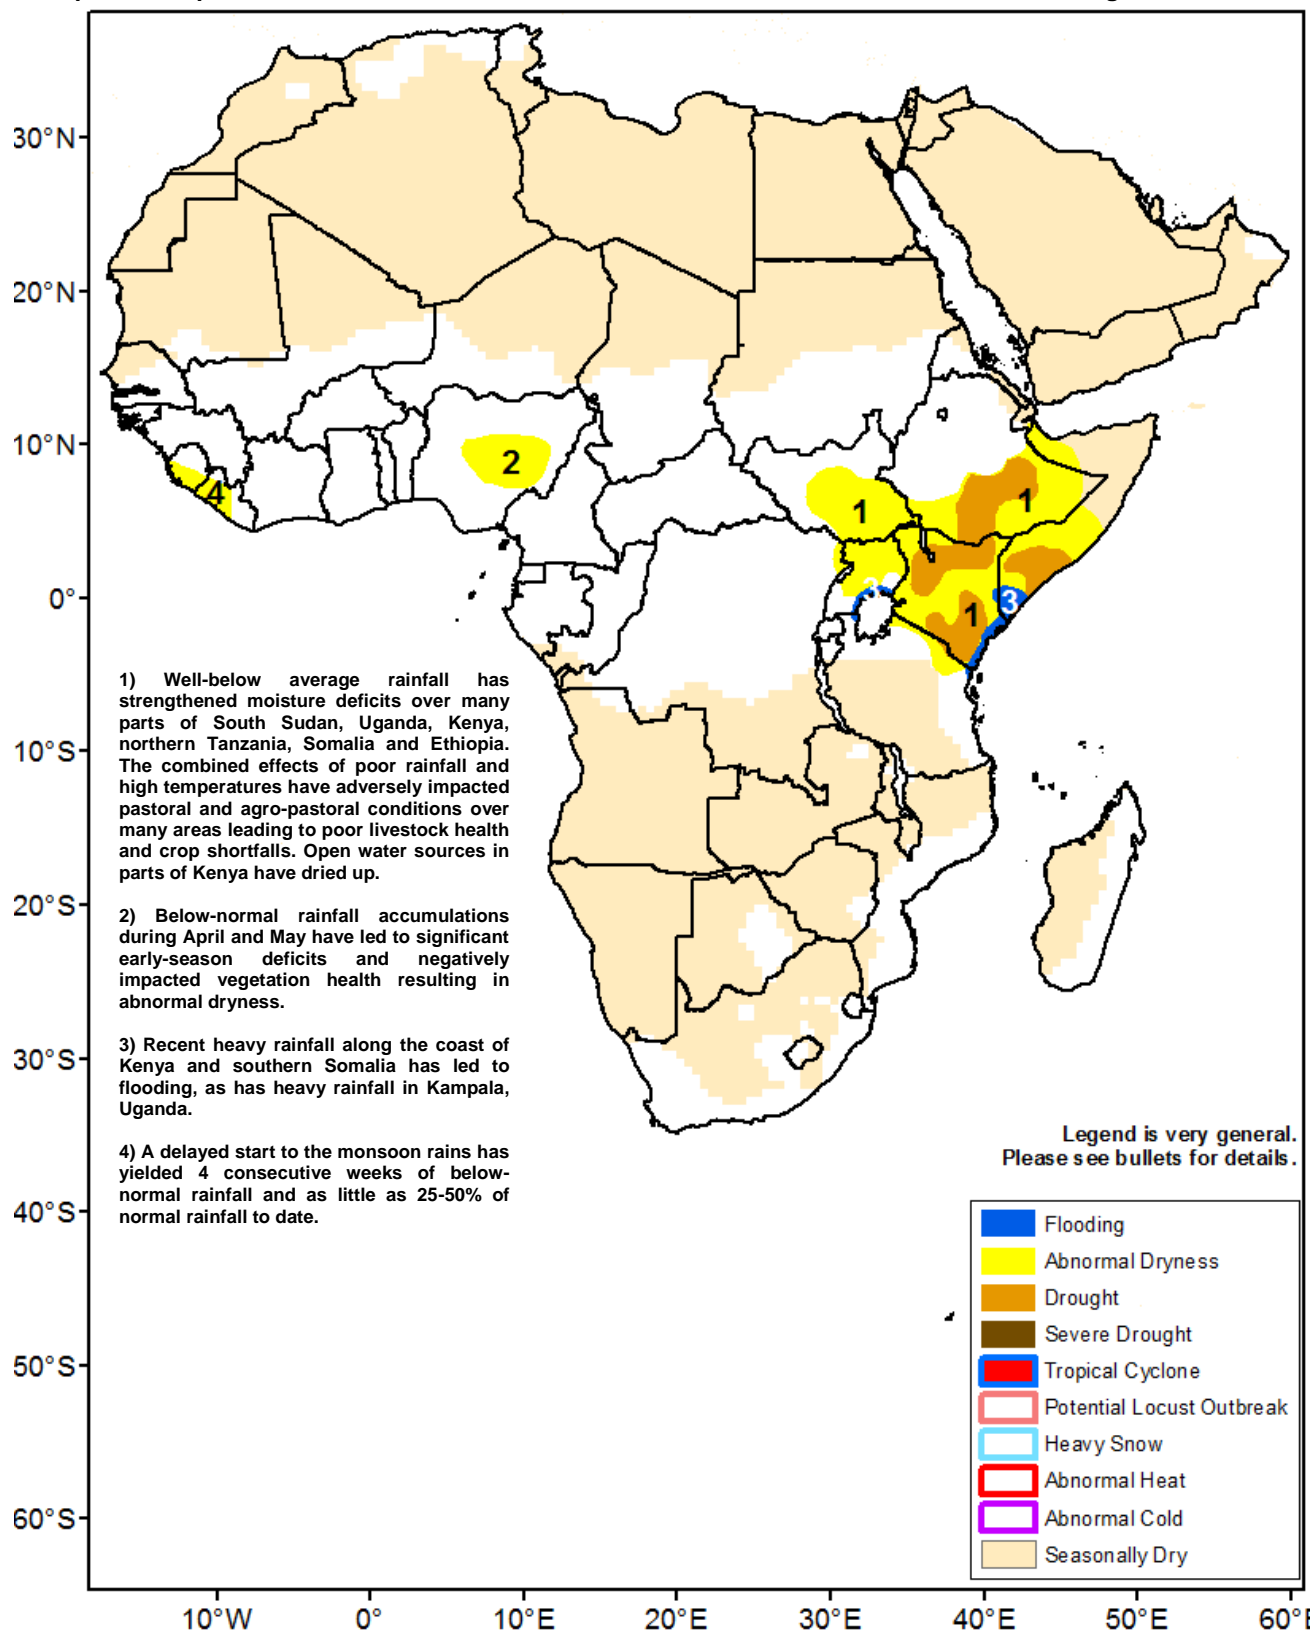 30°N
20°N
10°N
0°
10°S
20°S
30°S
40°S
50°S
60°S
2
4
1
1
3
3
1
1) Well-below average rainfall has
strengthened moisture deficits over many
parts of South Sudan, Uganda, Kenya,
northern Tanzania, Somalia and Ethiopia.
The combined effects of poor rainfall and
high temperatures have adversely impacted
pastoral and agro-pastoral conditions over
many areas leading to poor livestock health
and crop shortfalls. Open water sources in
parts of Kenya have dried up.
2) Below-normal rainfall accumulations
during April and May have led to significant
early-season deficits and negatively
impacted vegetation health resulting in
abnormal dryness.
3) Recent heavy rainfall along the coast of
Kenya and southern Somalia has led to
flooding, as has heavy rainfall in Kampala,
Uganda.
4) A delayed start to the monsoon rains has
yielded 4 consecutive weeks of below-
normal rainfall and as little as 25-50% of
normal rainfall to date.
Legend is very general.
Please see bullets for details.
Flooding
Abnormal Dryness
Drought
Severe Drought
Tropical Cyclone
Potential Locust Outbreak
Heavy Snow
Abnormal Heat
Abnormal Cold
Seasonally Dry
10°W 0° 10°E 20°E 30°E 40°E 50°E 60°E